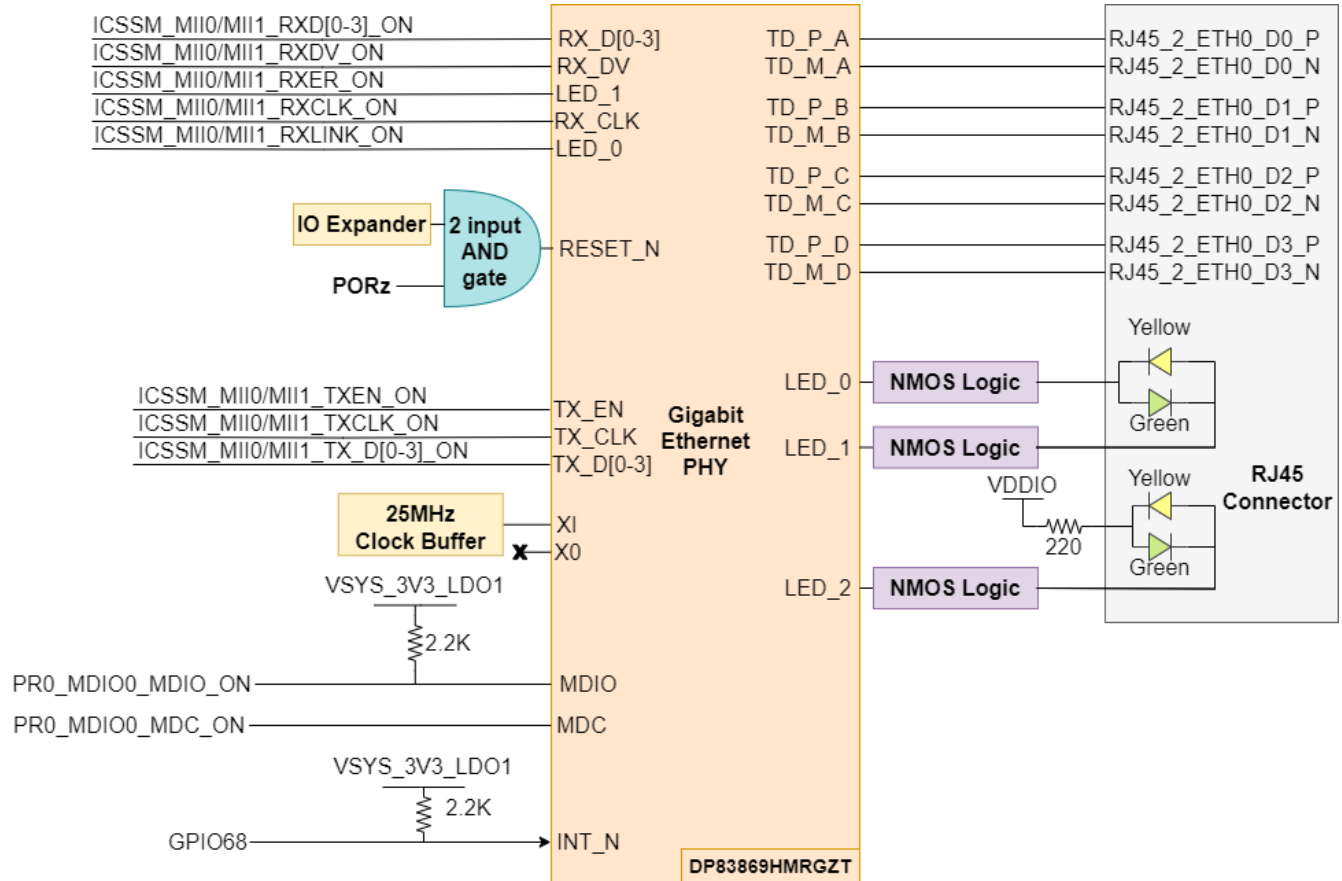 ICSSM_MII0/MII1_RXD[0-3]_ON
ICSSM_MII0/MII1_RXDV_ON
ICSSM_MII0/MII1_RXER_ON
ICSSM_MII0/MII1_RXCLK_ON
ICSSM_MII0/MII1_RXLINK_ON
RX_D[0-3]
RX_DV
LED_1
RX_CLK
LED_0
TD_P_A
TD_M_A
TD_P_B
TD_M_B
TD_P_C
TD_M_C
TD_P_D
TD_M_D
RJ45_2_ETH0_D0_P
RJ45_2_ETH0_D0_N
RJ45_2_ETH0_D1_P
RJ45_2_ETH0_D1_N
RJ45_2_ETH0_D2_P
RJ45_2_ETH0_D2_N
RJ45_2_ETH0_D3_P
RJ45_2_ETH0_D3_N
IO Expander
PORz
2 input
AND
gate
RESET_N
ICSSM_MII0/MII1_TXEN_ON
ICSSM_MII0/MII1_TXCLK_ON
ICSSM_MII0/MII1_TX_D[0-3]_ON
TX_EN
TX_CLK
TX_D[0-3]
Gigabit
Ethernet
PHY
LED_0
NMOS Logic
LED_1
NMOS Logic
Yellow
Green
VDDIO
220
Yellow
Green
RJ45
Connector
LED_2
NMOS Logic
25MHz
Clock Buffer
XI
X0
VSYS_3V3_LDO1
2.2K
PR0_MDIO0_MDIO_ON
MDIO
PR0_MDIO0_MDC_ON
MDC
VSYS_3V3_LDO1
2.2K
GPIO68
INT_N
DP83869HMRGZT